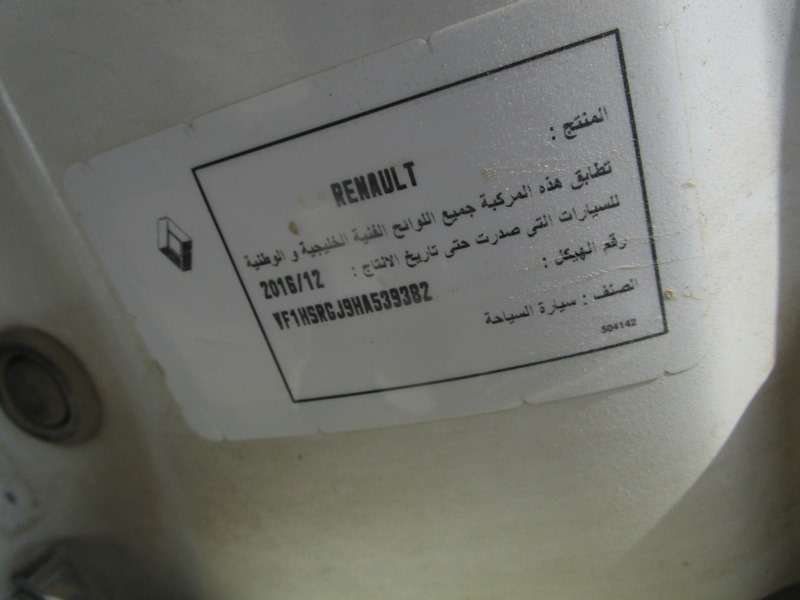 المنتج : RENAULT
تطابق هذه المركبة جميع اللوائح الفنية الخليجية و الوطنية
للسيارات التى صدرت حتى تاريخ الانتاج : 2016/12
رقم الهيكل : VF1HSRGJ9HA539382
الصنف : سيارة السياحة
504142